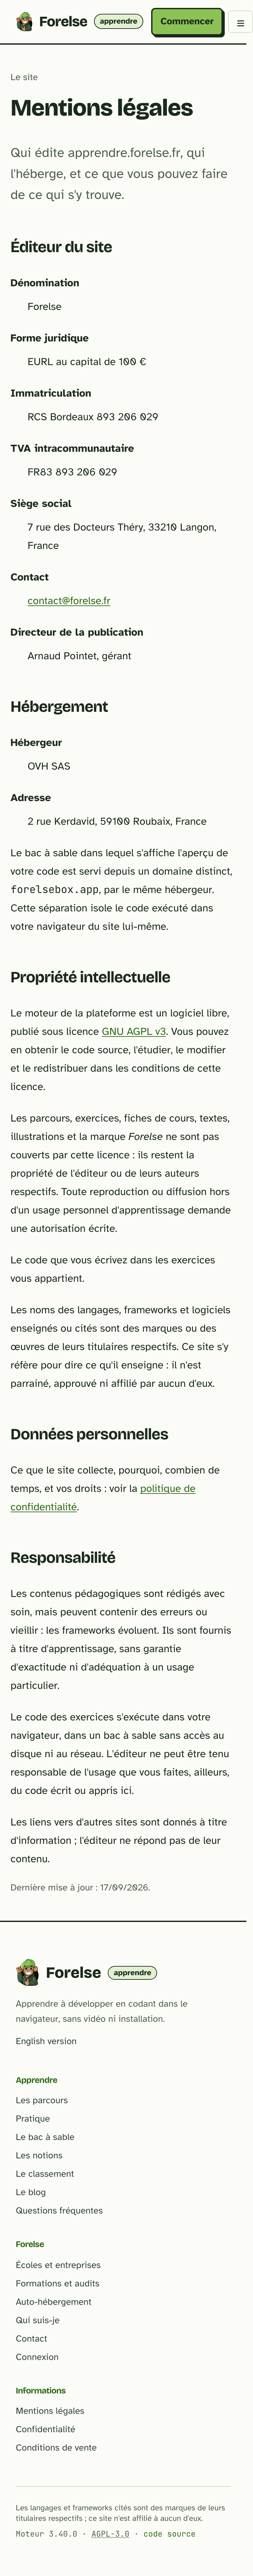 Forelse apprendre Commencer
Le site
Mentions légales
Qui édite apprendre.forelse.fr, qui
l'héberge, et ce que vous pouvez faire
de ce qui s'y trouve.
Éditeur du site
Dénomination
Forelse
Forme juridique
EURL au capital de 100 €
Immatriculation
RCS Bordeaux 893 206 029
TVA intracommunautaire
FR83 893 206 029
Siège social
7 rue des Docteurs Théry, 33210 Langon,
France
Contact
contact@forelse.fr
Directeur de la publication
Arnaud Pointet, gérant
Hébergement
Hébergeur
OVH SAS
Adresse
2 rue Kerdavid, 59100 Roubaix, France
Le bac à sable dans lequel s'affiche l'aperçu de
votre code est servi depuis un domaine distinct,
forelsebox.app, par le même hébergeur.
Cette séparation isole le code exécuté dans
votre navigateur du site lui-même.
Propriété intellectuelle
Le moteur de la plateforme est un logiciel libre,
publié sous licence GNU AGPL v3. Vous pouvez
en obtenir le code source, l'étudier, le modifier
et le redistribuer dans les conditions de cette
licence.
Les parcours, exercices, fiches de cours, textes,
illustrations et la marque Forelse ne sont pas
couverts par cette licence : ils restent la
propriété de l'éditeur ou de leurs auteurs
respectifs. Toute reproduction ou diffusion hors
d'un usage personnel d'apprentissage demande
une autorisation écrite.
Le code que vous écrivez dans les exercices
vous appartient.
Les noms des langages, frameworks et logiciels
enseignés ou cités sont des marques ou des
œuvres de leurs titulaires respectifs. Ce site s'y
réfère pour dire ce qu'il enseigne : il n'est
parrainé, approuvé ni affilié par aucun d'eux.
Données personnelles
Ce que le site collecte, pourquoi, combien de
temps, et vos droits : voir la politique de
confidentialité.
Responsabilité
Les contenus pédagogiques sont rédigés avec
soin, mais peuvent contenir des erreurs ou
vieillir : les frameworks évoluent. Ils sont fournis
à titre d'apprentissage, sans garantie
d'exactitude ni d'adéquation à un usage
particulier.
Le code des exercices s'exécute dans votre
navigateur, dans un bac à sable sans accès au
disque ni au réseau. L'éditeur ne peut être tenu
responsable de l'usage que vous faites, ailleurs,
du code écrit ou appris ici.
Les liens vers d'autres sites sont donnés à titre
d'information ; l'éditeur ne répond pas de leur
contenu.
Dernière mise à jour : 17/09/2026.
Forelse apprendre
Apprendre à développer en codant dans le
navigateur, sans vidéo ni installation.
English version
Apprendre
Les parcours
Pratique
Le bac à sable
Les notions
Le classement
Le blog
Questions fréquentes
Forelse
Écoles et entreprises
Formations et audits
Auto-hébergement
Qui suis-je
Contact
Connexion
Informations
Mentions légales
Confidentialité
Conditions de vente
Les langages et frameworks cités sont des marques de leurs
titulaires respectifs ; ce site n'est affilié à aucun d'eux.
Moteur 3.40.0 · AGPL-3.0 · code source